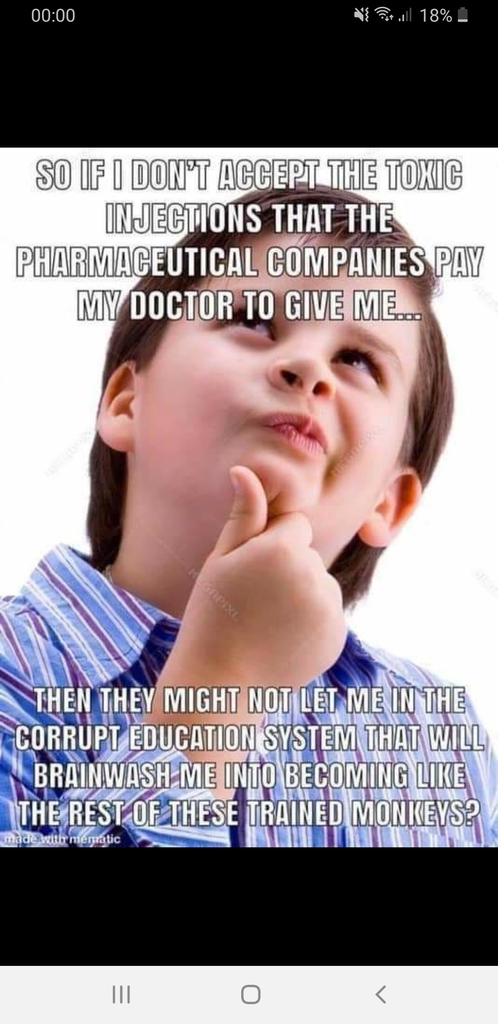 00:00 18%
SO IF I DON'T ACCEPT THE TOXIC
INJECTIONS THAT THE
PHARMACEUTICAL COMPANIES PAY
MY DOCTOR TO GIVE ME...
MEGAPIXL
THEN THEY MIGHT NOT LET ME IN THE
CORRUPT EDUCATION SYSTEM THAT WILL
BRAINWASH ME INTO BECOMING LIKE
THE REST OF THESE TRAINED MONKEYS?
made with mematic